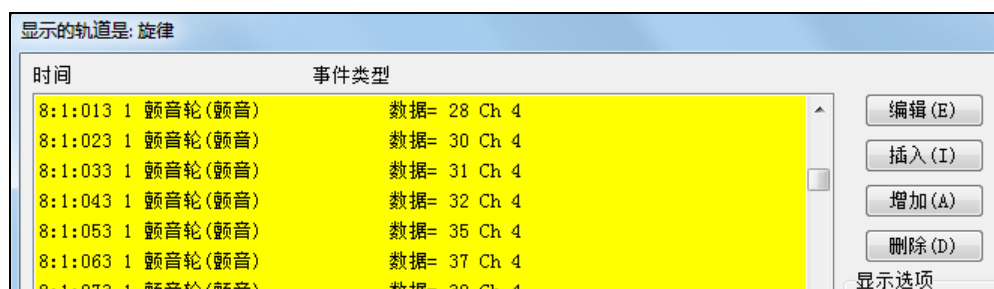 显示的轨道是: 旋律
时间 事件类型
8:1:013 1 颤音轮(颤音) 数据= 28 Ch 4
编辑(E)
8:1:023 1 颤音轮(颤音) 数据= 30 Ch 4
插入(I)
8:1:033 1 颤音轮(颤音) 数据= 31 Ch 4
8:1:043 1 颤音轮(颤音) 数据= 32 Ch 4
增加(A)
8:1:053 1 颤音轮(颤音) 数据= 35 Ch 4
删除(D)
8:1:063 1 颤音轮(颤音) 数据= 37 Ch 4
显示选项